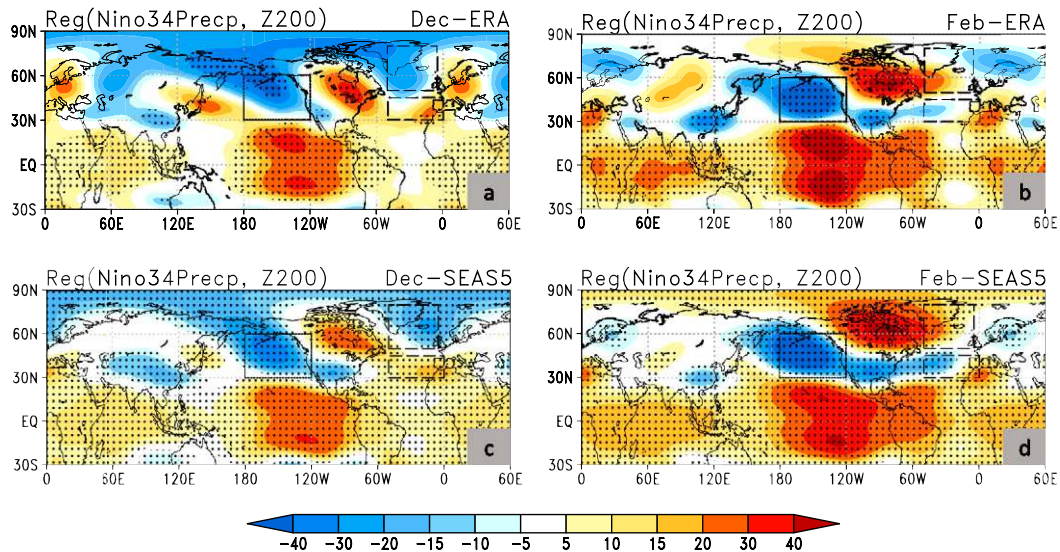 Reg(Nino34Precp, Z200) Dec-ERA
90N
60N
30N
EQ
30S
0 60E 120E 180 120W 60W 0 60E
a
Reg(Nino34Precp, Z200) Feb-ERA
90N
60N
30N
EQ
30S
0 60E 120E 180 120W 60W 0 60E
b
Reg(Nino34Precp, Z200) Dec-SEAS5
90N
60N
30N
EQ
30S
0 60E 120E 180 120W 60W 0 60E
c
Reg(Nino34Precp, Z200) Feb-SEAS5
90N
60N
30N
EQ
30S
0 60E 120E 180 120W 60W 0 60E
d
-40 -30 -20 -15 -10 -5 5 10 15 20 30 40